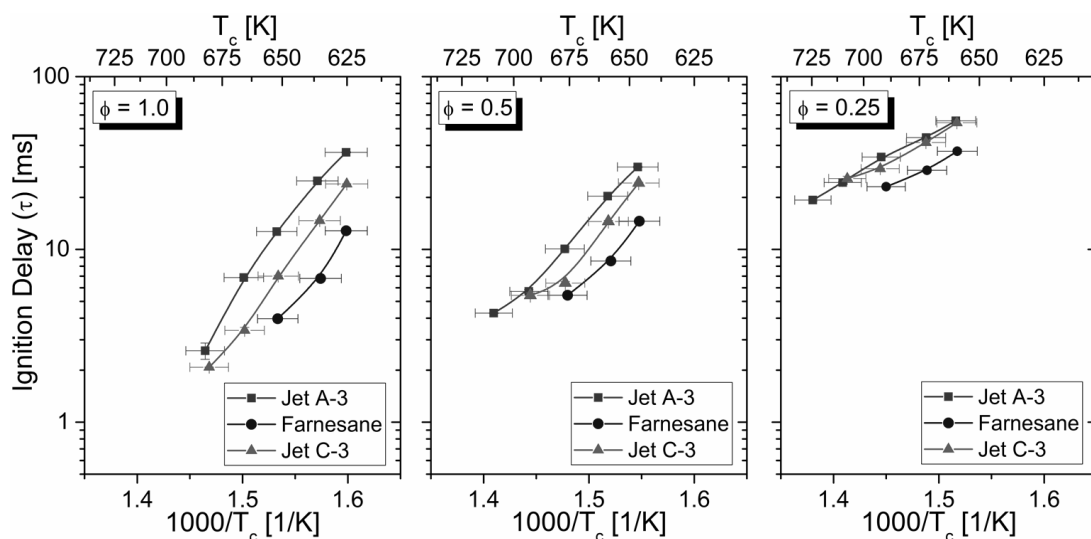 T_c [K]
T_c [K]
T_c [K]
725 700 675 650 625
725 700 675 650 625
725 700 675 650 625
100
10
1
Ignition Delay (τ) [ms]
ϕ = 1.0
ϕ = 0.5
ϕ = 0.25
Jet A-3
Farnesane
Jet C-3
Jet A-3
Farnesane
Jet C-3
Jet A-3
Farnesane
Jet C-3
1.4 1.5 1.6
1.4 1.5 1.6
1.4 1.5 1.6
1000/T_c [1/K]
1000/T_c [1/K]
1000/T_c [1/K]